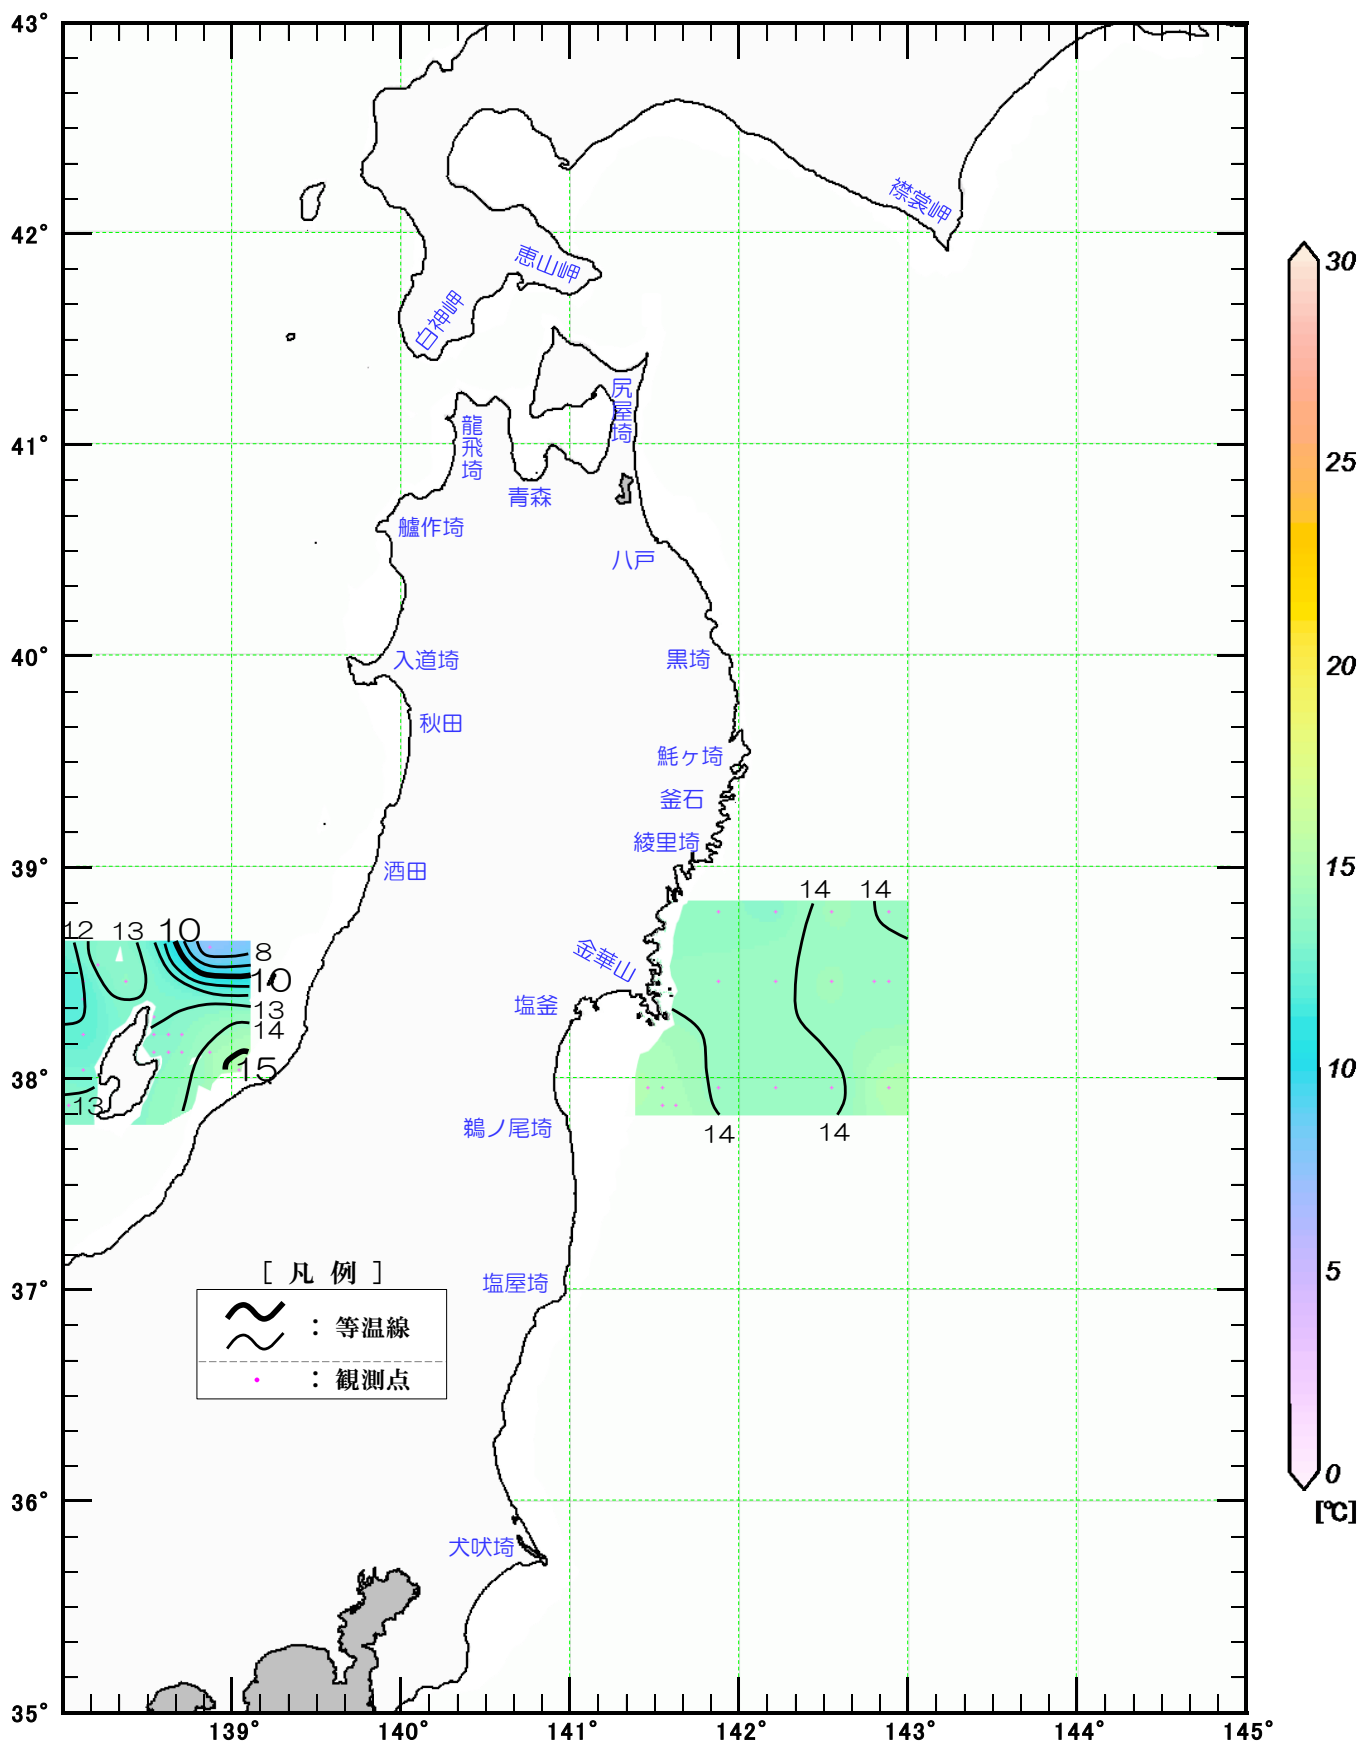 43°
襟裳岬
42°
恵山岬
30
白神岬
尻屋埼
龍飛埼
41°
25
青森
艫作埼
八戸
40°
入道埼
黒埼
20
秋田
魹ヶ埼
釜石
綾里埼
39°
酒田
15
14
14
12
13
10
8
金華山
10
塩釜
13
14
38°
15
10
13
鵜ノ尾埼
14
14
[ 凡 例 ]
5
37°
塩屋埼
: 等温線
: 観測点
0
36°
[℃]
犬吠埼
35°
139°
140°
141°
142°
143°
144°
145°